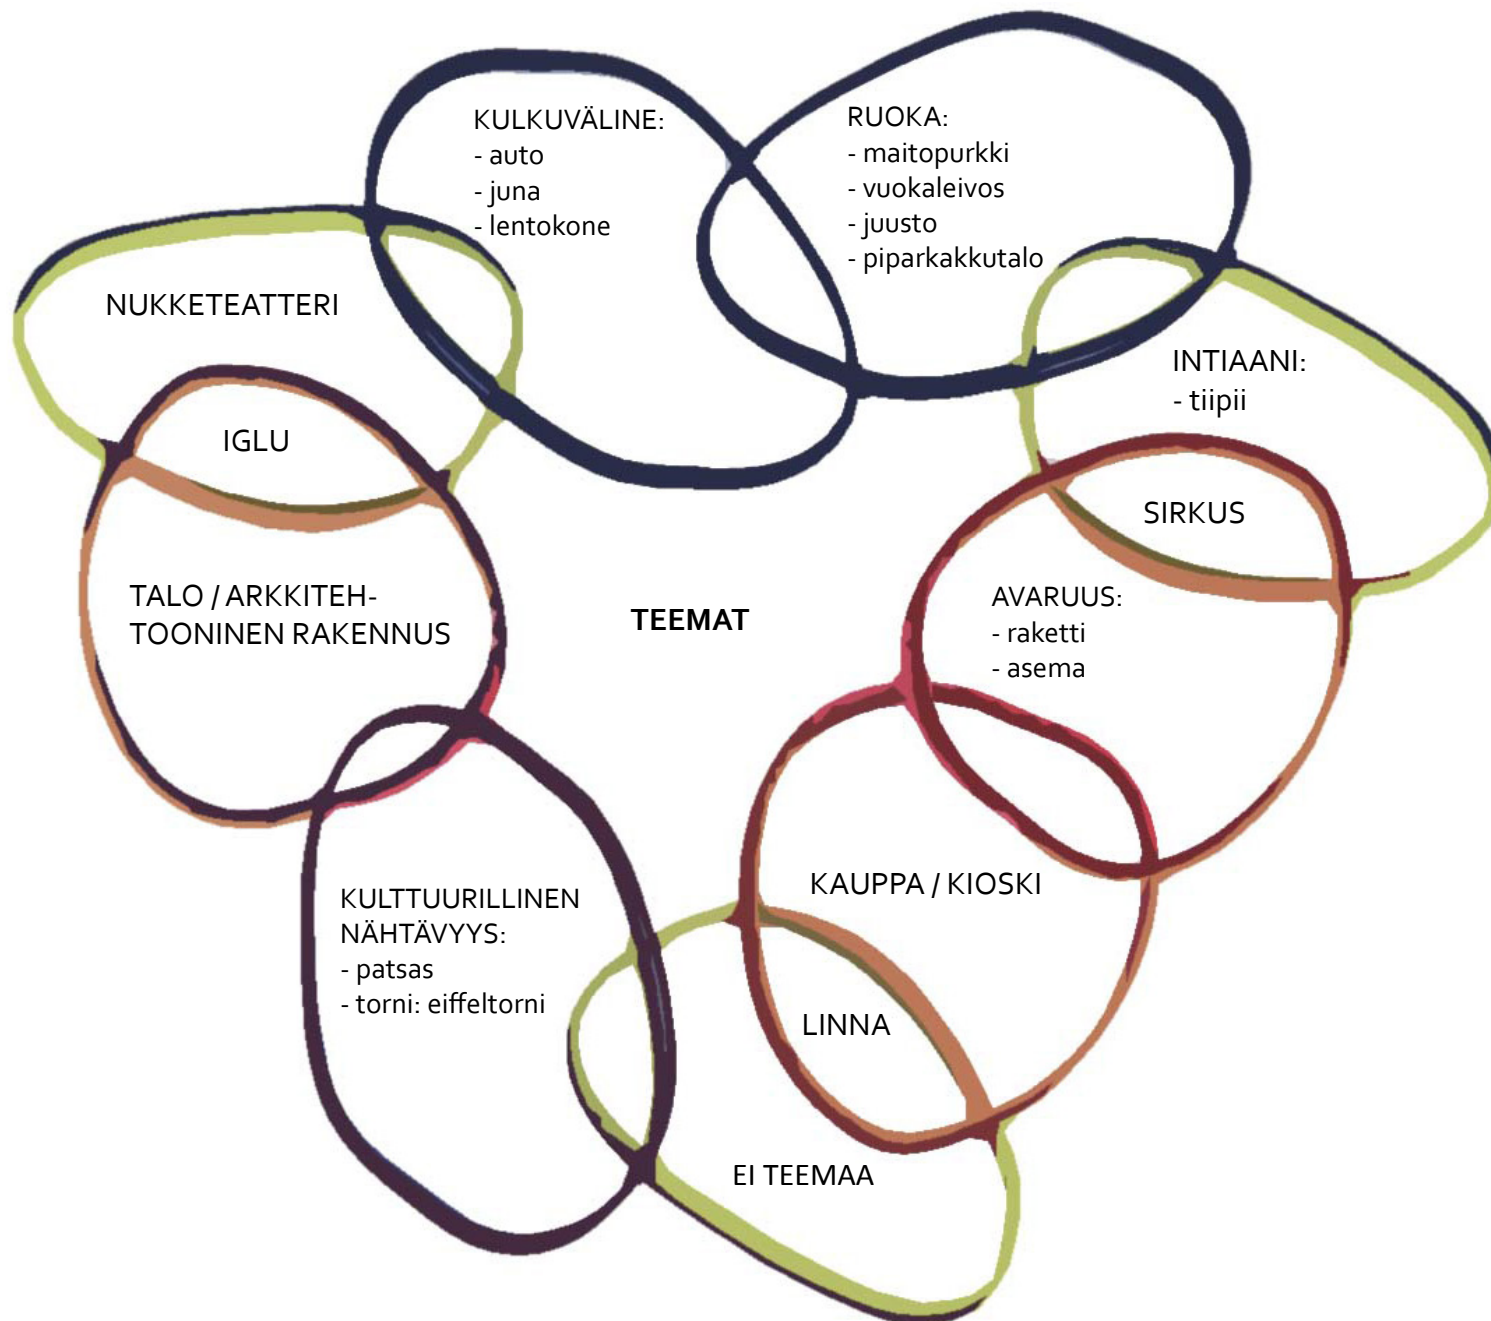 KULKUVÄLINE:
- auto
- juna
- lentokone
RUOKA:
- maitopurkki
- vuokaleivos
- juusto
- piparkakkutalo
NUKKETEATTERI
INTIAANI:
- tiipii
IGLU
SIRKUS
TALO / ARKKITEH-
TOONINEN RAKENNUS
TEEMAT
AVARUUS:
- raketti
- asema
KULTTUURILLINEN
NÄHTÄVYYS:
- patsas
- torni: eiffeltorni
KAUPPA / KIOSKI
LINNA
EI TEEMAA